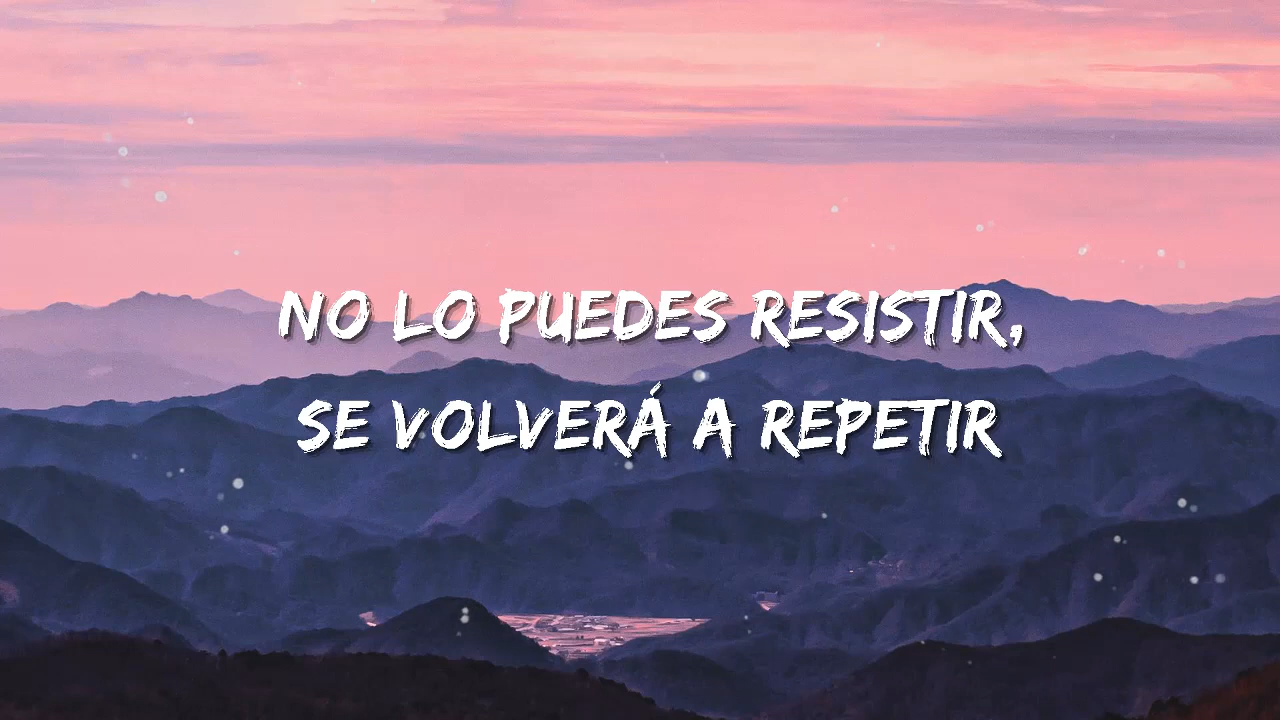 NO LO PUEDES RESISTIR,
SE VOLVERÁ A REPETIR